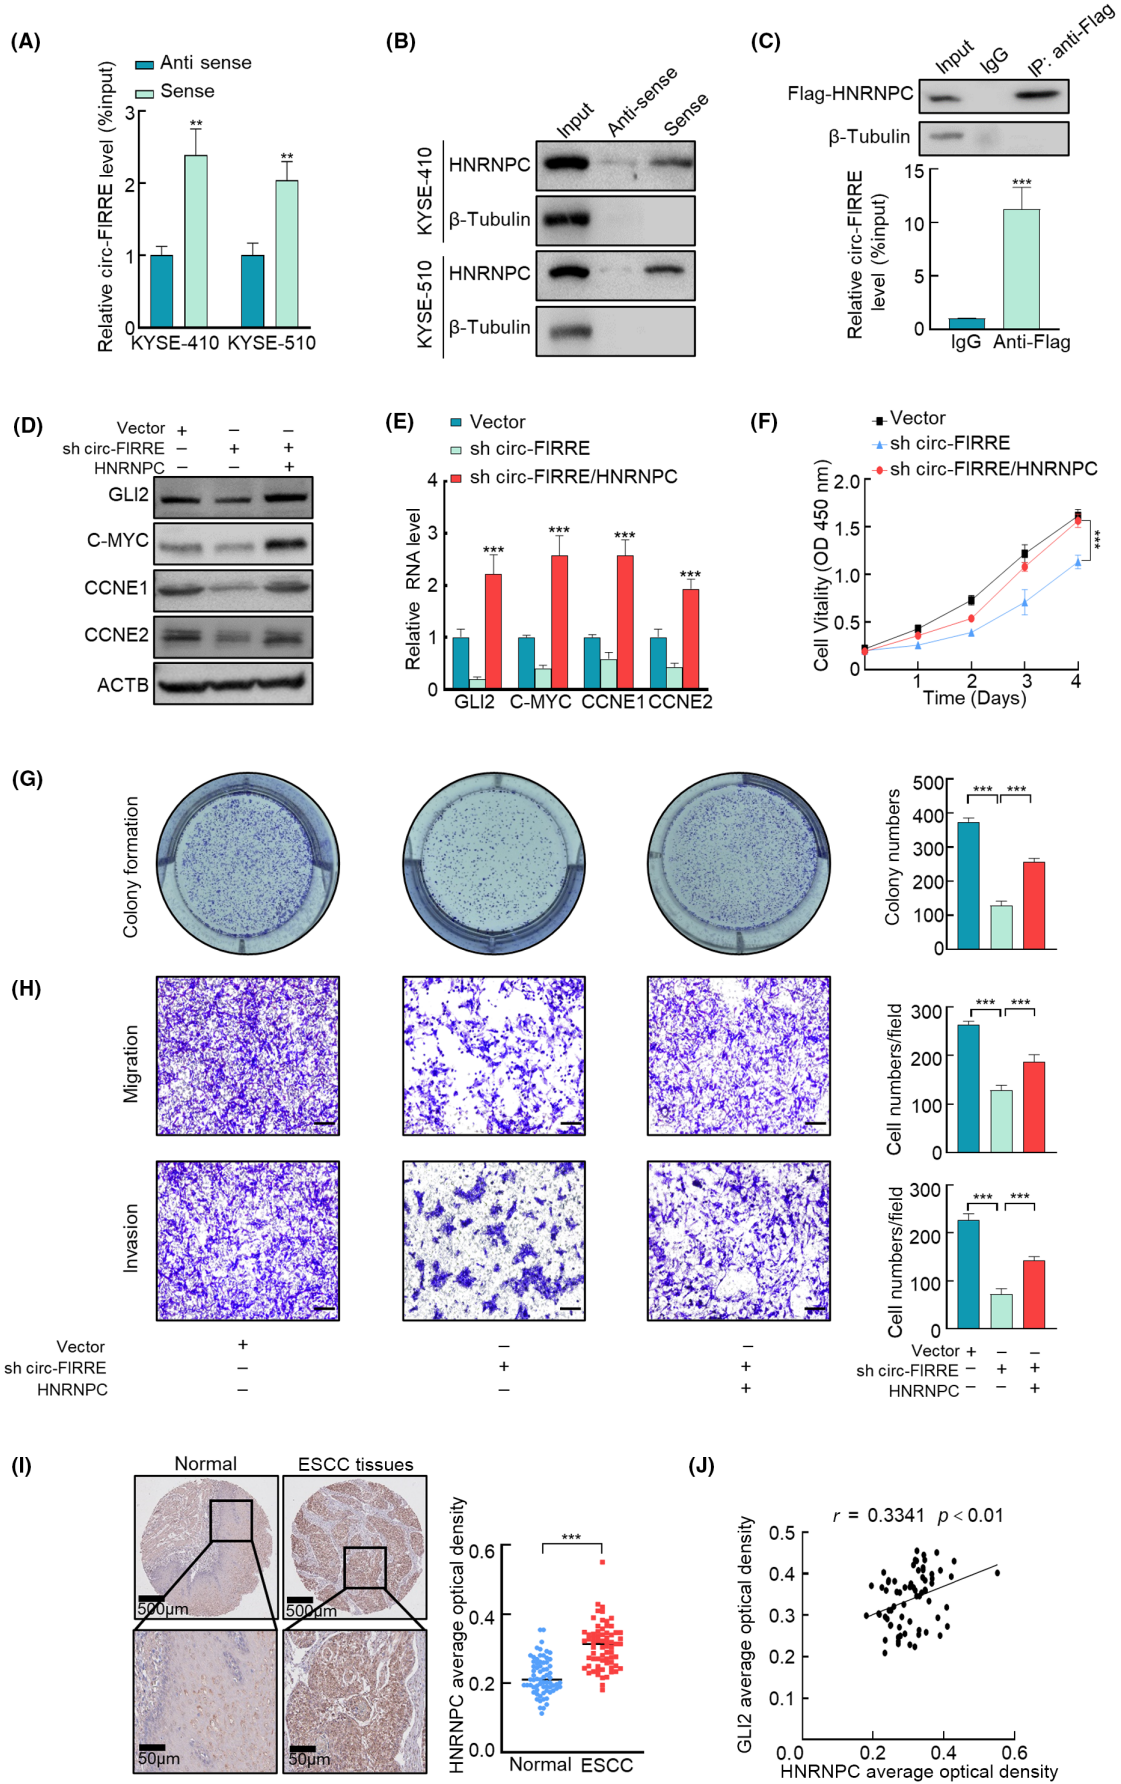 (A)
Anti sense
Sense
Relative circ-FIRRE level (%input)
3
2
1
0
**
**
KYSE-410 KYSE-510
(B)
Input
Anti-sense
Sense
KYSE-410
HNRNPC
β-Tubulin
KYSE-510
HNRNPC
β-Tubulin
(C)
Input
IgG
IP: anti-Flag
Flag-HNRNPC
β-Tubulin
Relative circ-FIRRE
level (%input)
15
10
5
0
***
IgG Anti-Flag
(D)
Vector + – –
sh circ-FIRRE – + +
HNRNPC – – +
GLI2
C-MYC
CCNE1
CCNE2
ACTB
(E)
Vector
sh circ-FIRRE
sh circ-FIRRE/HNRNPC
Relative RNA level
4
3
2
1
0
***
***
***
***
GLI2 C-MYC CCNE1 CCNE2
(F)
Vector
sh circ-FIRRE
sh circ-FIRRE/HNRNPC
Cell Vitality (OD 450 nm)
2.0
1.5
1.0
0.5
0
***
1 2 3 4
Time (Days)
(G)
Colony formation
Colony numbers
500
400
300
200
100
0
*** ***
(H)
Migration
Cell numbers/field
300
200
100
0
*** ***
Invasion
Cell numbers/field
300
200
100
0
*** ***
Vector + – –
sh circ-FIRRE – + +
HNRNPC – – +
Vector + – –
sh circ-FIRRE – + +
HNRNPC – – +
(I)
Normal
ESCC tissues
500μm
500μm
50μm
50μm
HNRNPC average optical density
0.6
0.4
0.2
0.0
***
Normal ESCC
(J)
r = 0.3341 p < 0.01
GLI2 average optical density
0.5
0.4
0.3
0.2
0.1
0.0 0.2 0.4 0.6
HNRNPC average optical density